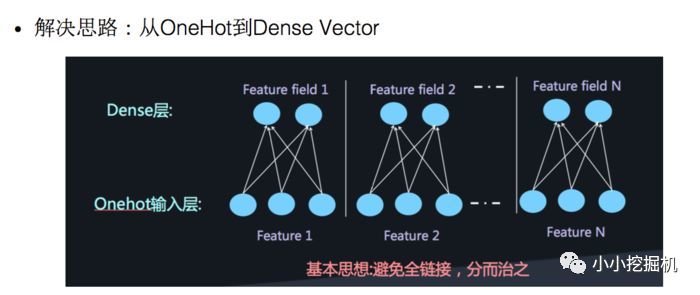 • 解决思路：从OneHot到Dense Vector
Feature field 1
Feature field 2
Feature field N
Dense层:
Onehot输入层:
Feature 1
Feature 2
Feature N
基本思想:避免全链接，分而治之
小小挖掘机